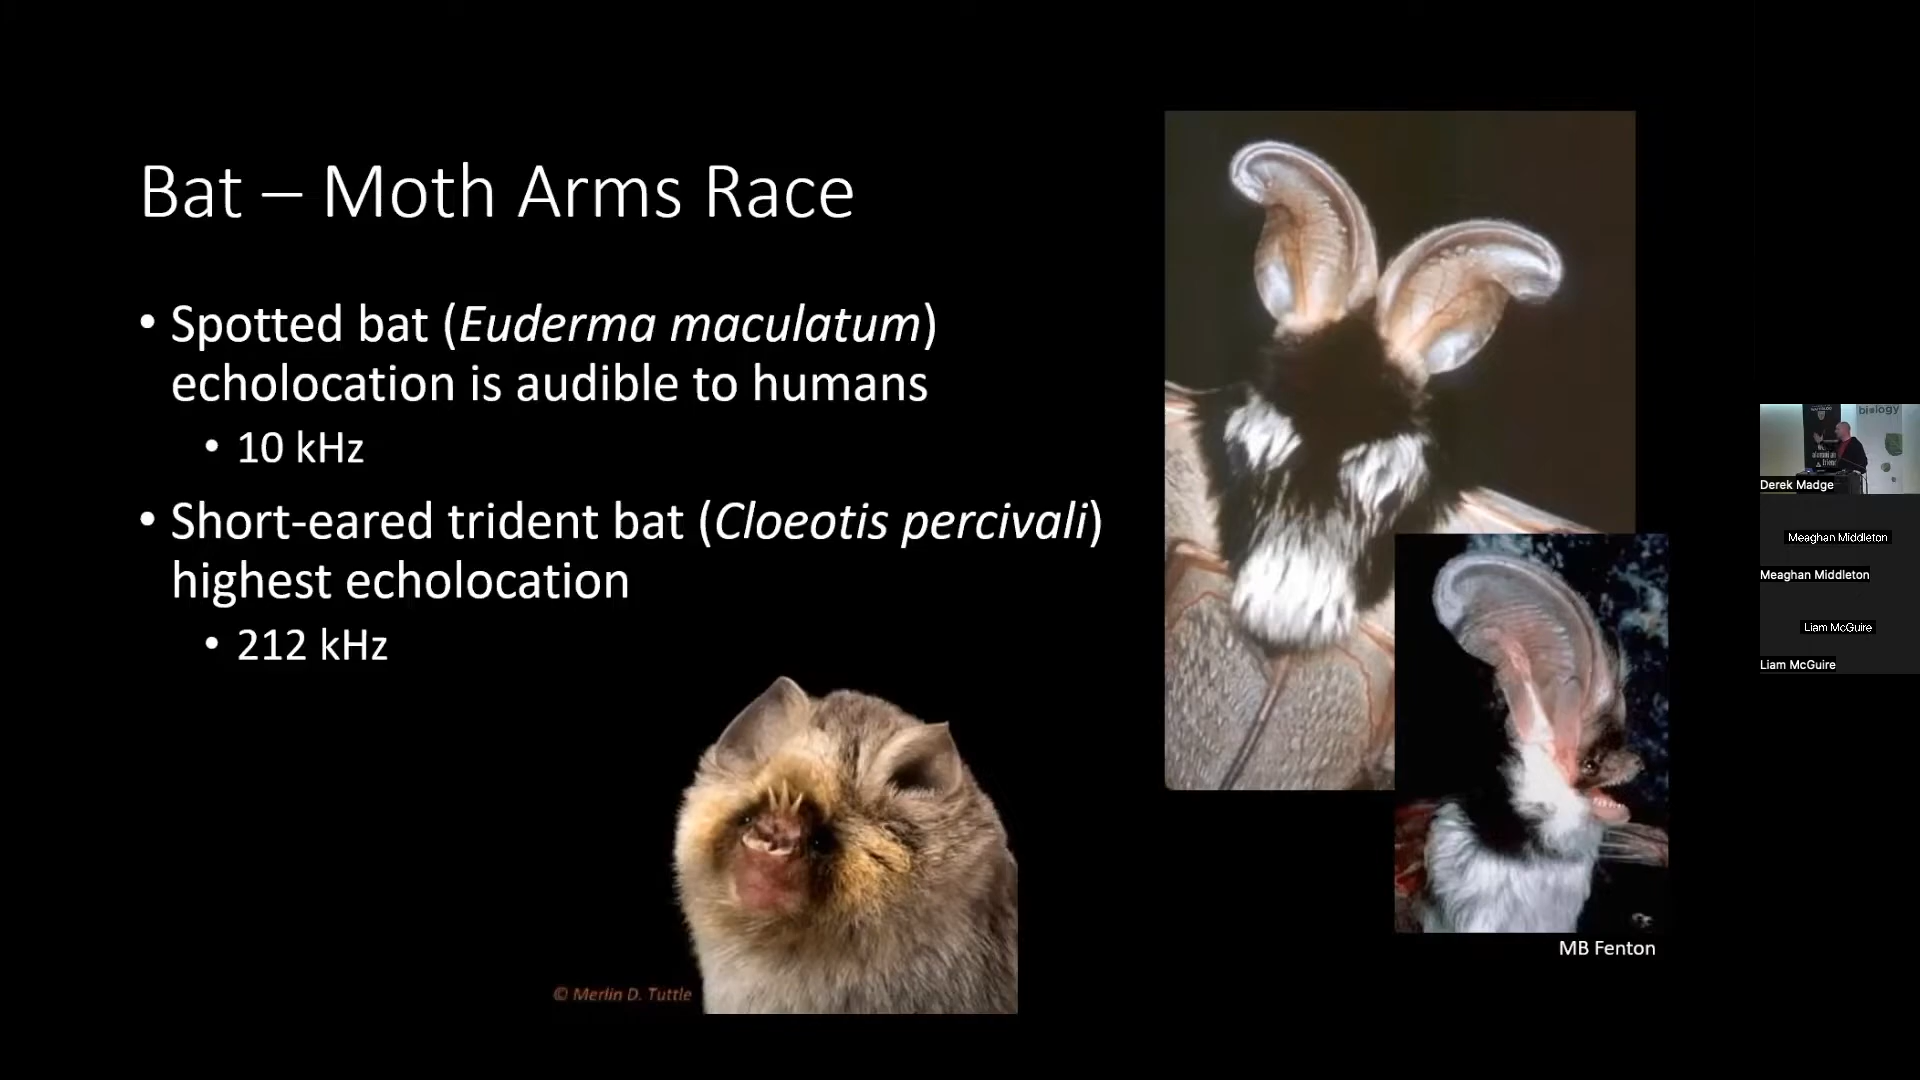 Bat – Moth Arms Race
• Spotted bat (Euderma maculatum)
echolocation is audible to humans
• 10 kHz
• Short-eared trident bat (Cloeotis percivali)
highest echolocation
• 212 kHz
© Merlin D. Tuttle
MB Fenton
biology
Derek Madge
Meaghan Middleton
Meaghan Middleton
Liam McGuire
Liam McGuire